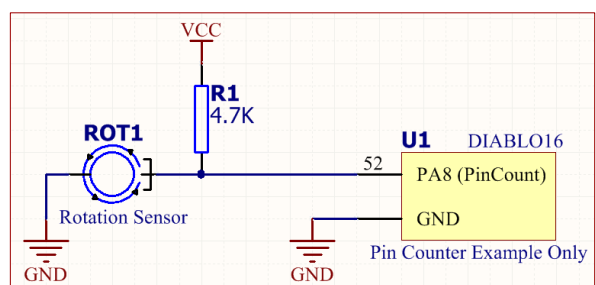 VCC
R1
4.7K
ROT1
Rotation Sensor
GND
U1
DIABLO16
52
PA8 (PinCount)
GND
GND
Pin Counter Example Only